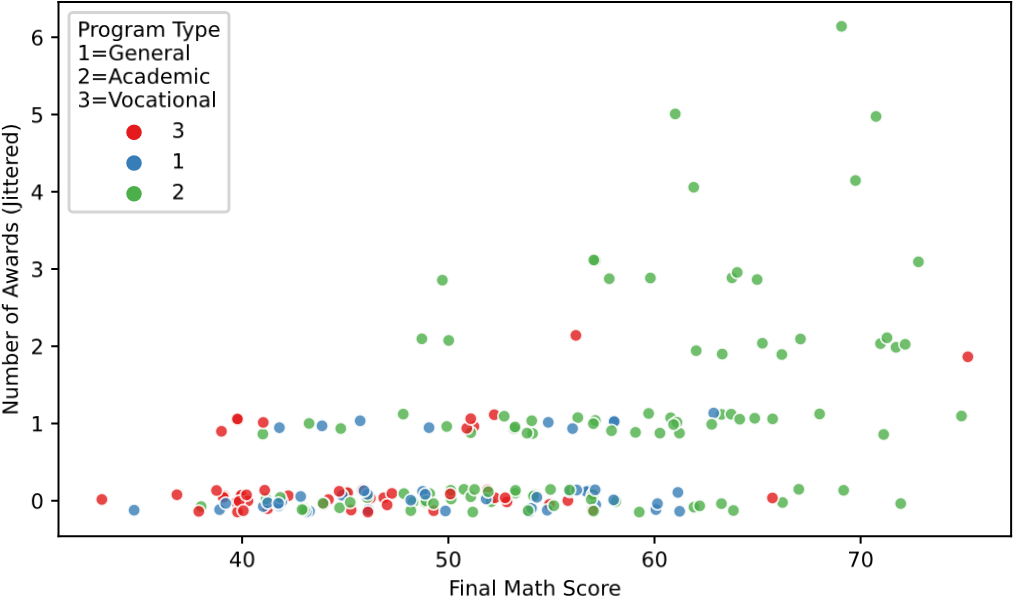 Program Type
1=General
2=Academic
3=Vocational
3
1
2
6
5
4
3
2
1
0
Number of Awards (Jittered)
40 50 60 70
Final Math Score